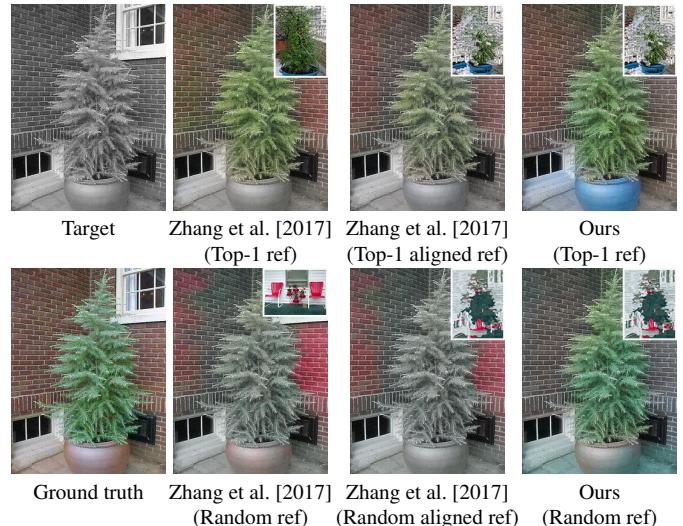 Target
Zhang et al. [2017]
(Top-1 ref)
Zhang et al. [2017]
(Top-1 aligned ref)
Ours
(Top-1 ref)
Ground truth
Zhang et al. [2017]
(Random ref)
Zhang et al. [2017]
(Random aligned ref)
Ours
(Random ref)